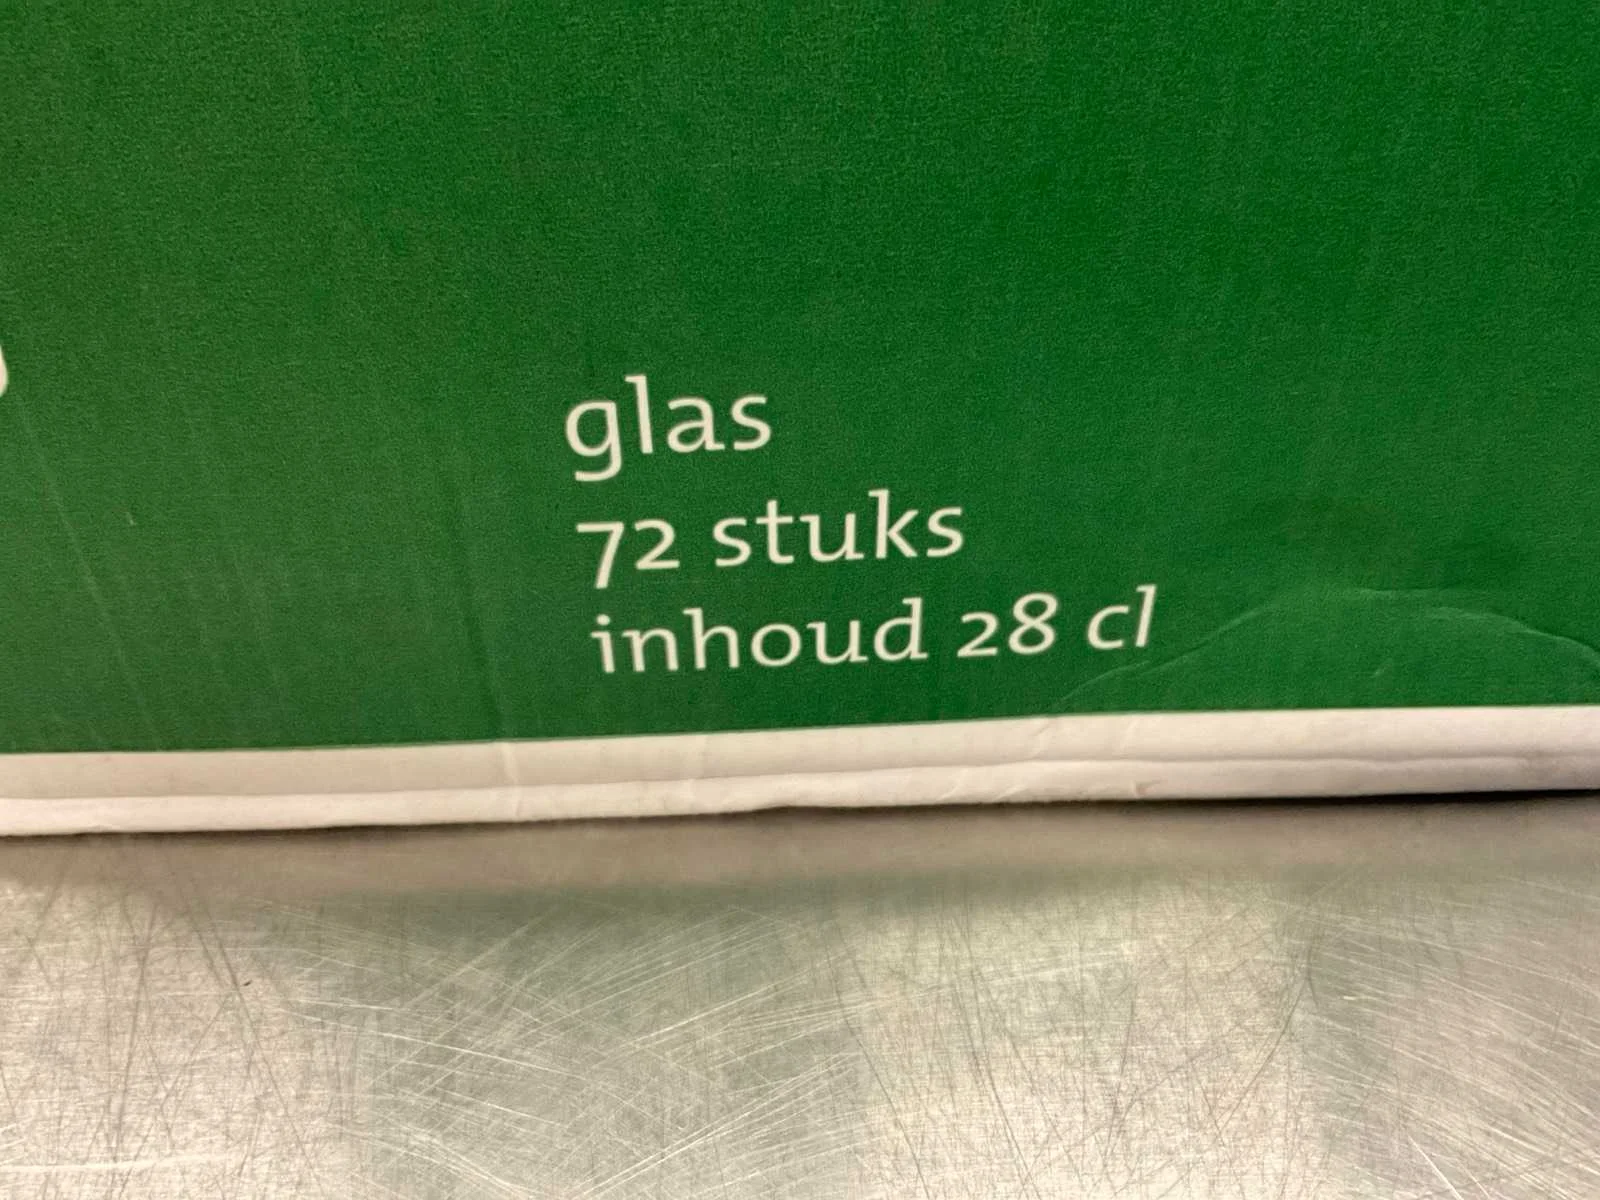 glas
72 stuks
inhoud 28 cl